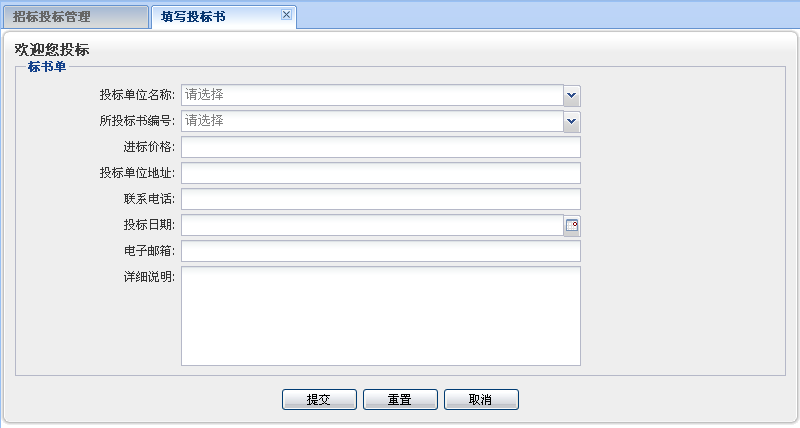 招标投标管理 填写投标书
欢迎您投标
标书单
投标单位名称: 请选择
所投标书编号: 请选择
进标价格:
投标单位地址:
联系电话:
投标日期:
电子邮箱:
详细说明:
提交 重置 取消